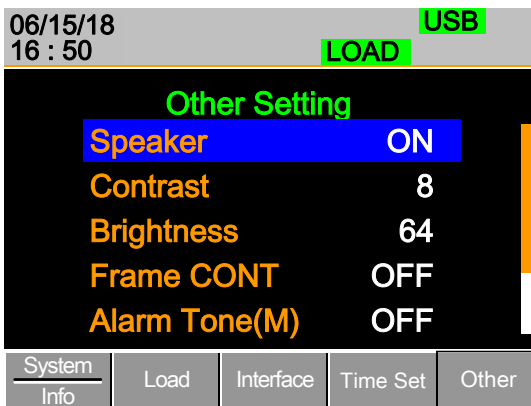 06/15/18 USB
16 : 50 LOAD
Other Setting
Speaker ON
Contrast 8
Brightness 64
Frame CONT OFF
Alarm Tone(M) OFF
System
Info
Load
Interface
Time Set
Other